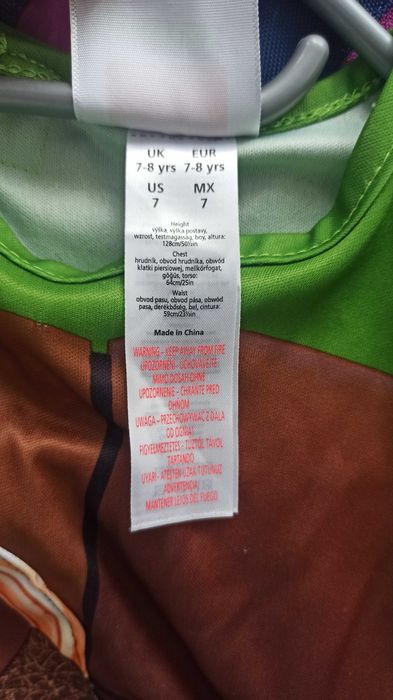 UK EUR
7-8 yrs 7-8 yrs
US MX
7 7
Height
výška, výška postavy,
wzrost, testmagasság, boy, altura:
128cm/50½in
Chest
hrudník, obvod hrudníka, obwód
klatki piersiowej, mellkörfogat,
göğüs, torso:
64cm/25in
Waist
obvod pasu, obvod pása, obwód
pasa, derékbőség, bel, cintura:
59cm/23½in
Made in China
WARNING - KEEP AWAY FROM FIRE
UPOZORNĚNÍ - UCHOVÁVEJTE
MIMO DOSAH OHNĚ
UPOZORNENIE - CHRÁŇTE PRED
OHŇOM
UWAGA - PRZECHOWYWAĆ Z DALA
OD OGNIA
FIGYELMEZTETÉS - TŰZTŐL TÁVOL
TARTANDÓ
UYARI - ATEŞTEN UZAK TUTUNUZ
ADVERTENCIA
MANTENER LEJOS DEL FUEGO